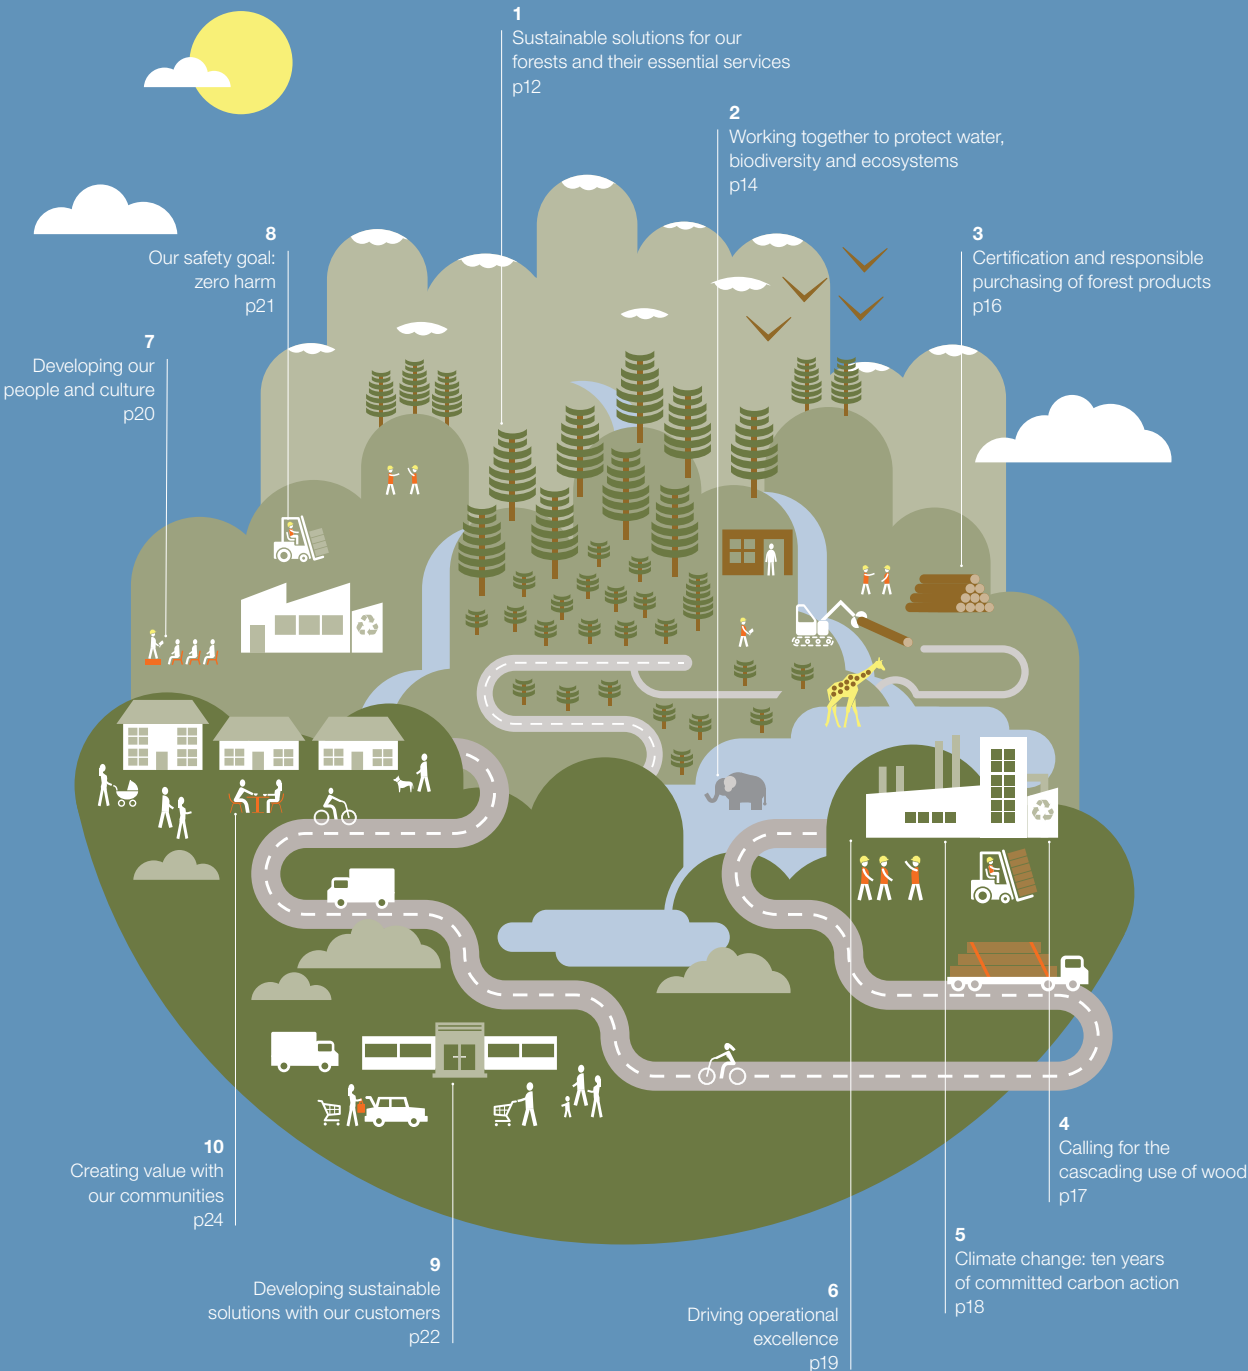 1
Sustainable solutions for our
forests and their essential services
p12
2
Working together to protect water,
biodiversity and ecosystems
p14
3
Certification and responsible
purchasing of forest products
p16
8
Our safety goal:
zero harm
p21
7
Developing our
people and culture
p20
4
Calling for the
cascading use of wood
p17
10
Creating value with
our communities
p24
5
Climate change: ten years
of committed carbon action
p18
9
Developing sustainable
solutions with our customers
p22
6
Driving operational
excellence
p19